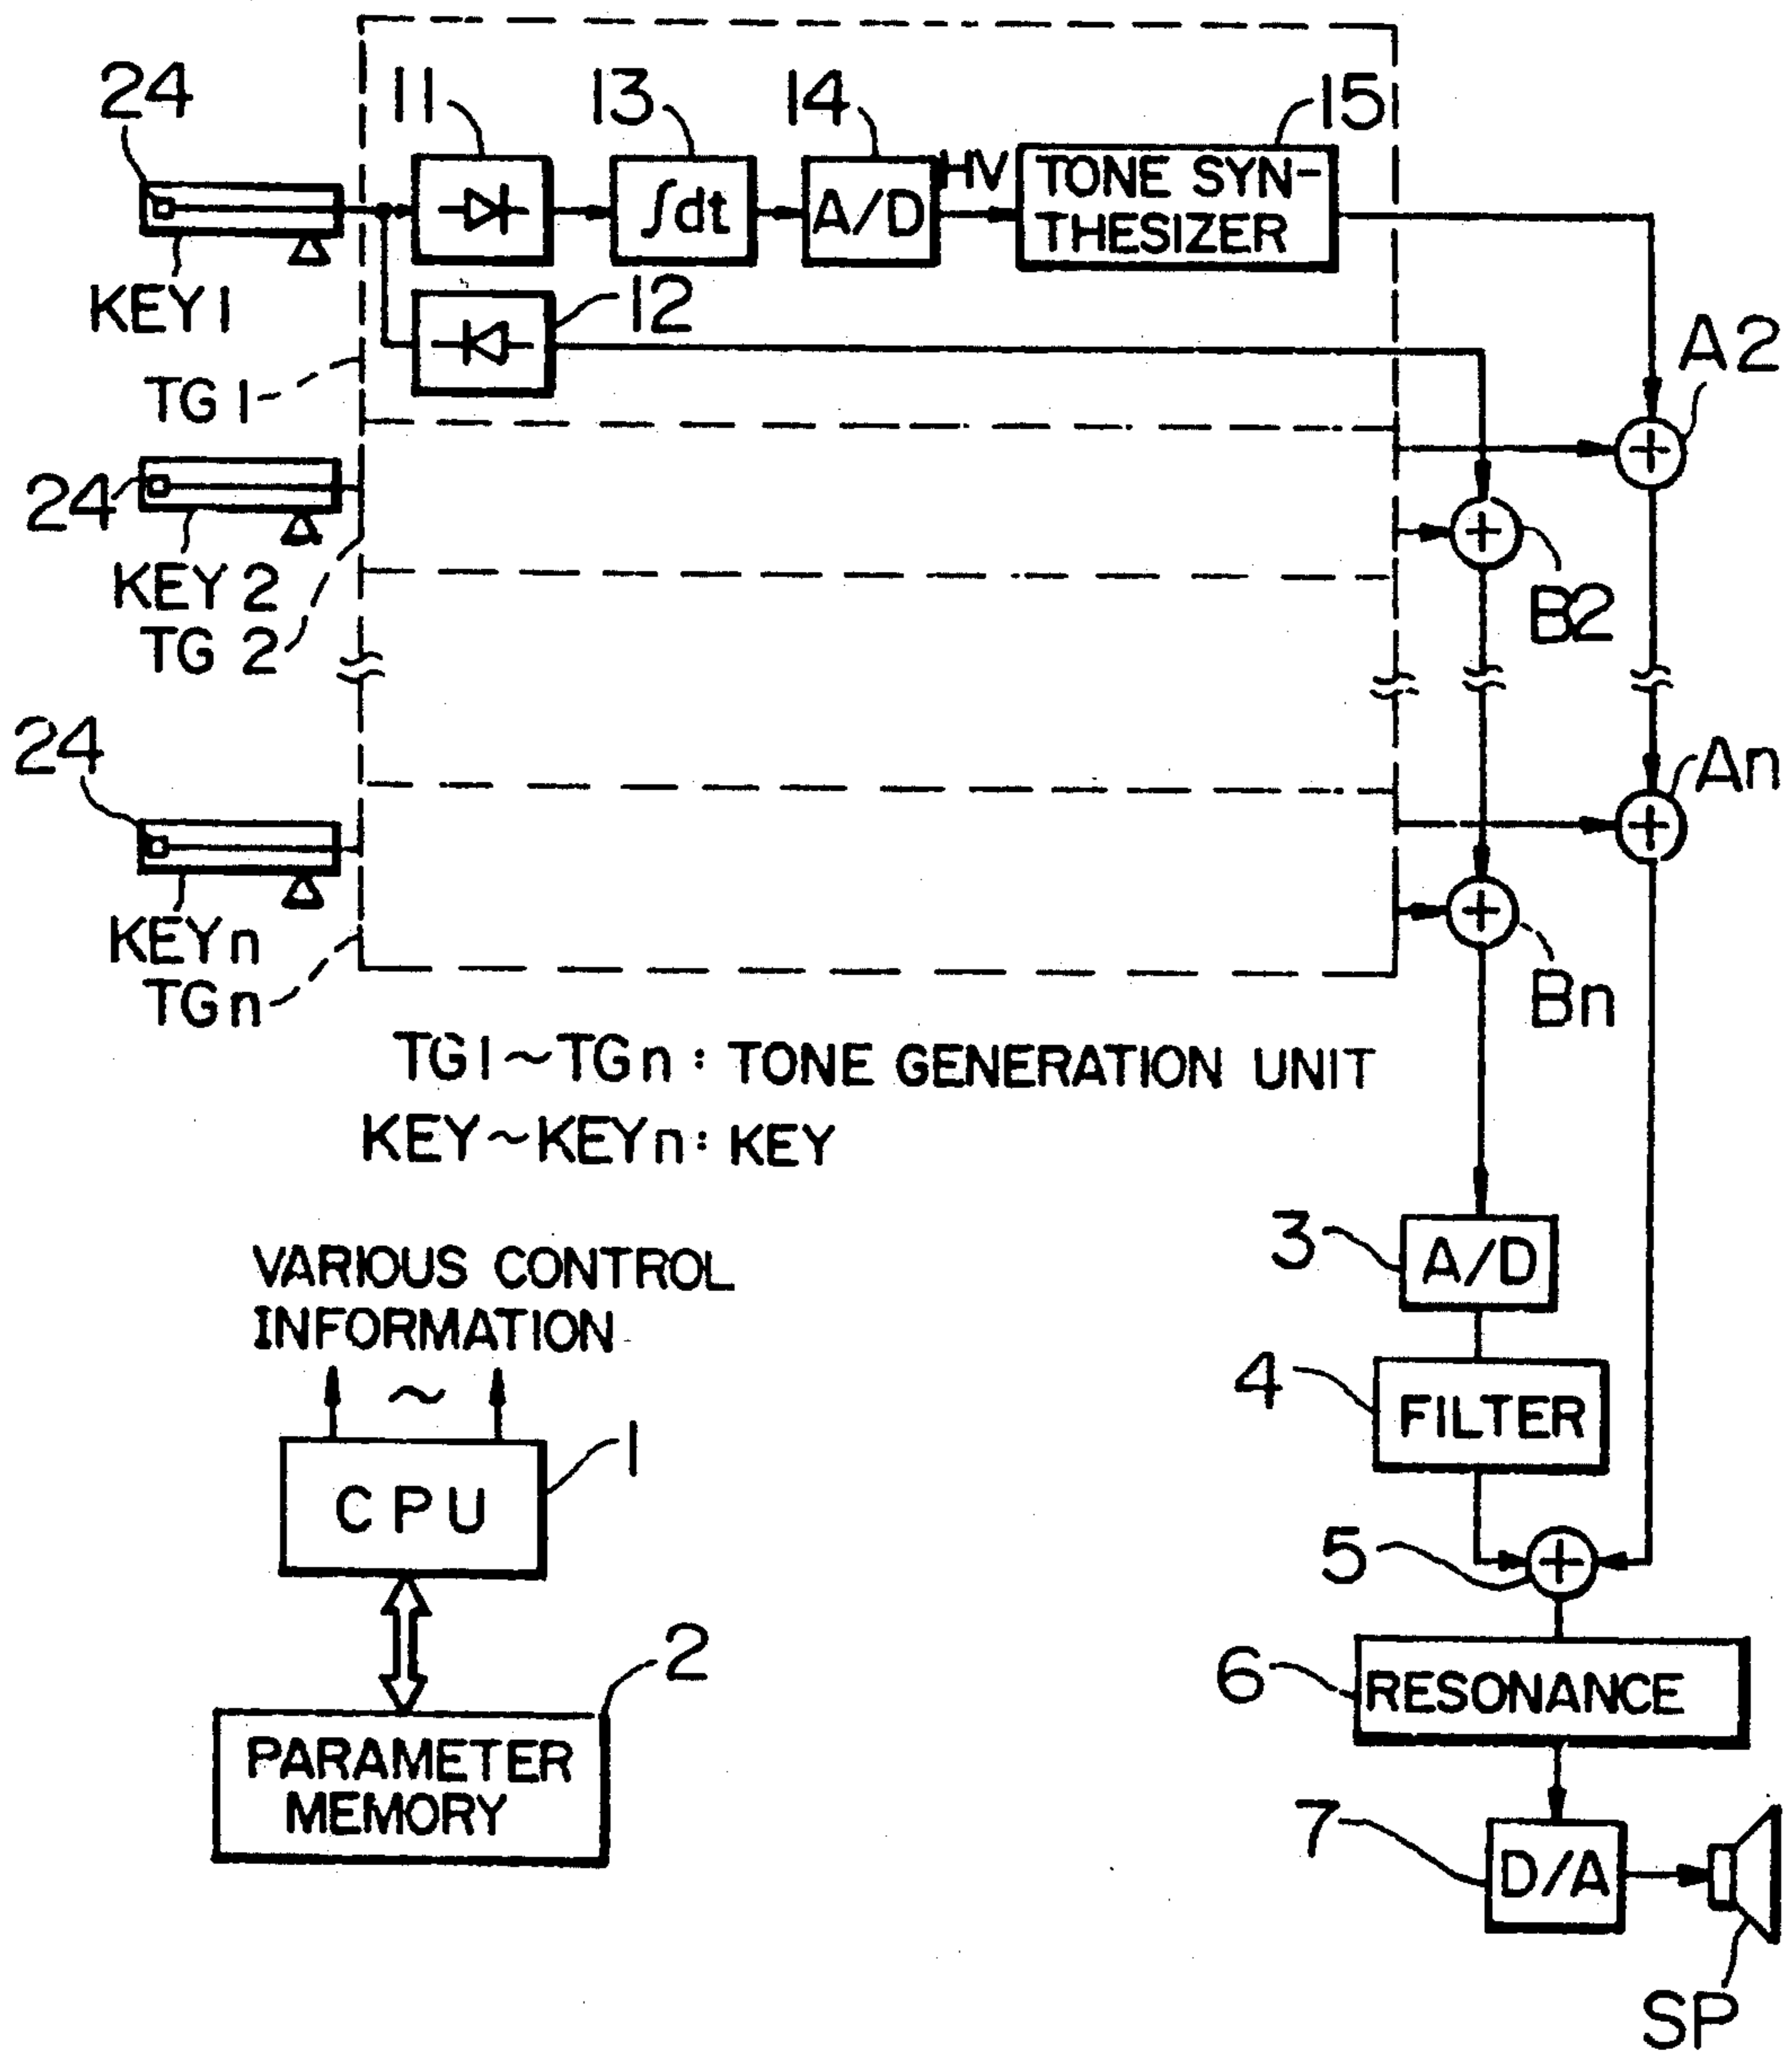 24
11
13
14
15
HV
∫dt
A/D
TONE SYN-
THESIZER
KEY1
12
TG1
A2
24
KEY2
TG2
B2
24
An
KEYn
TGn
Bn
TG1~TGn: TONE GENERATION UNIT
KEY~KEYn: KEY
3
A/D
VARIOUS CONTROL
INFORMATION
~
4
FILTER
1
CPU
5
2
6
RESONANCE
PARAMETER
MEMORY
7
D/A
SP